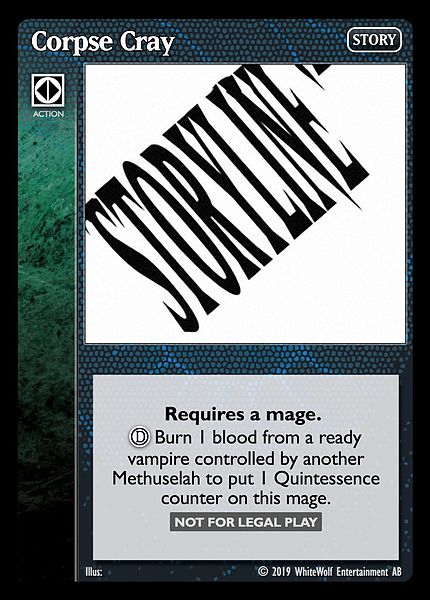 Corpse Cray
STORY
ACTION
STORYLINE
Requires a mage.
D Burn 1 blood from a ready
vampire controlled by another
Methuselah to put 1 Quintessence
counter on this mage.
NOT FOR LEGAL PLAY
Illus:
© 2019 WhiteWolf Entertainment AB